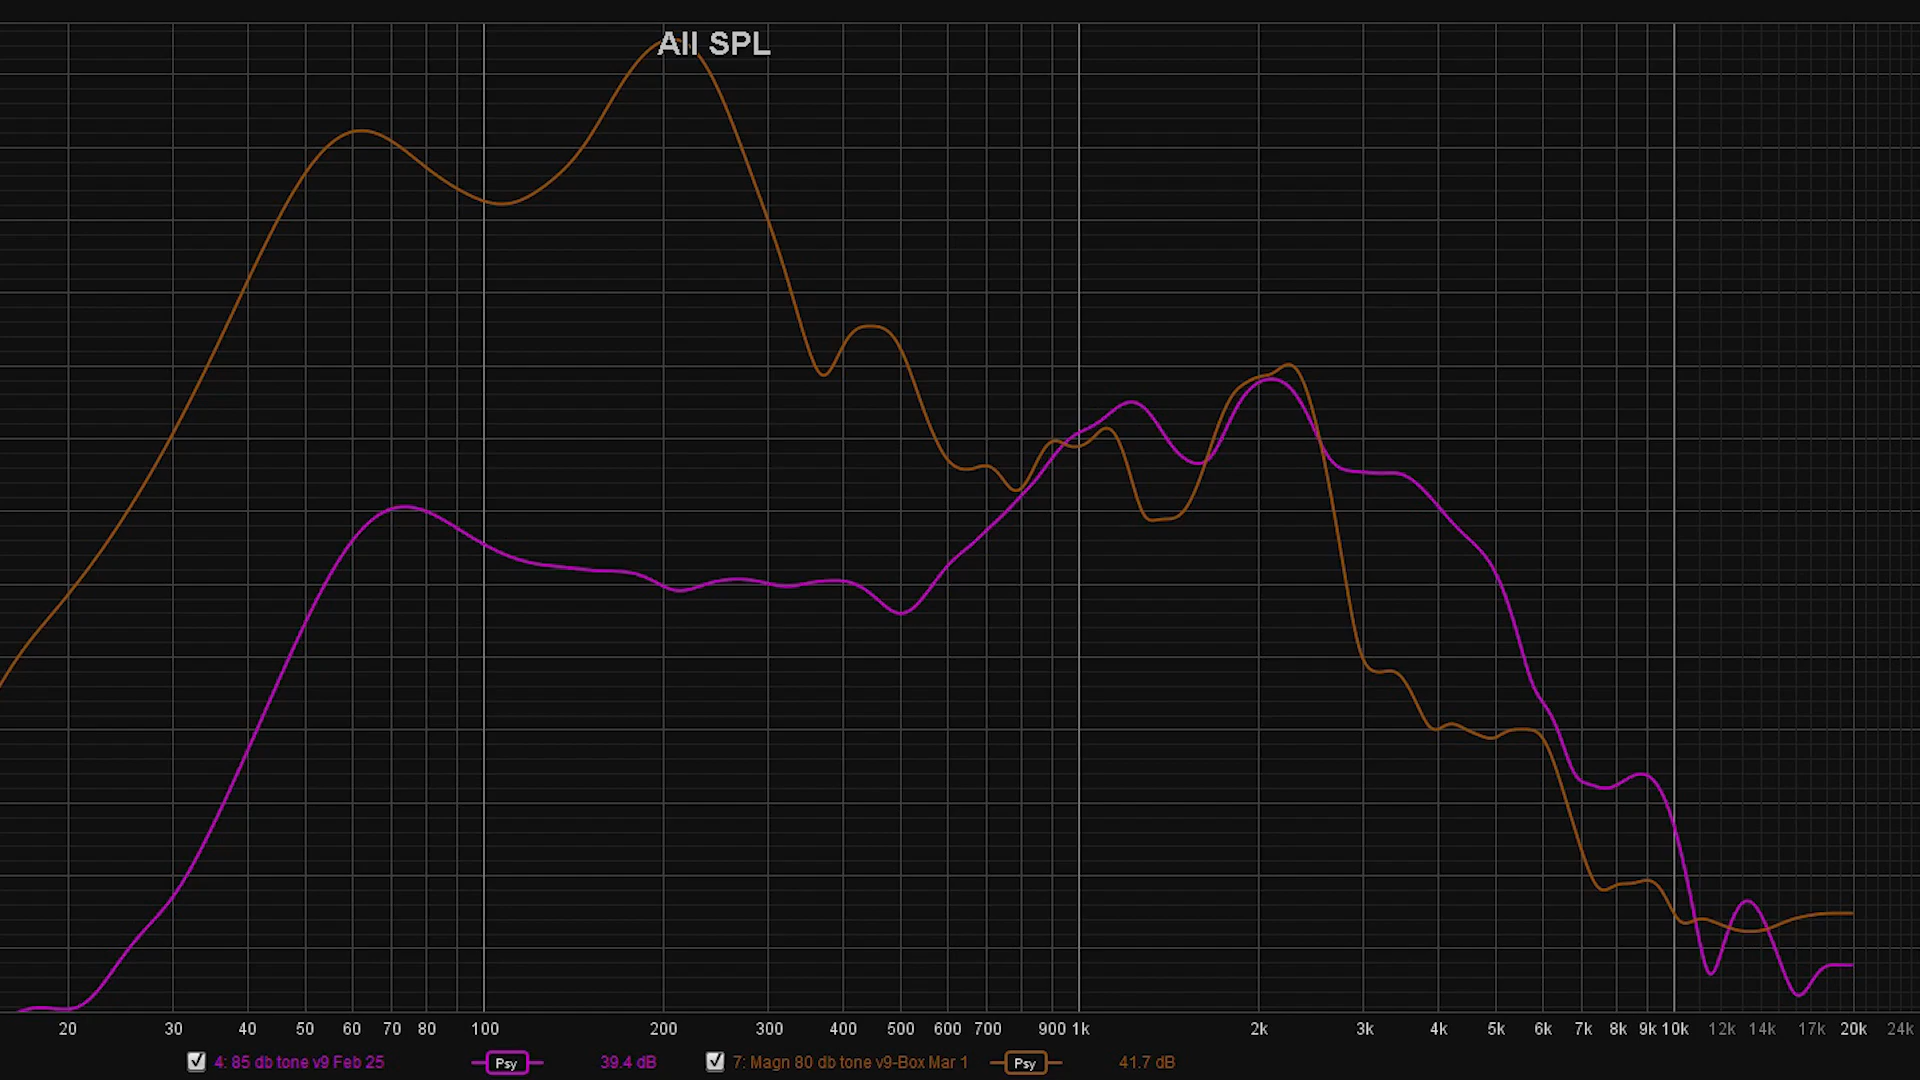 All SPL
20 30 40 50 60 70 80 100 200 300 400 500 600 700 900 1k 2k 3k 4k 5k 6k 7k 8k 9k 10k 12k 14k 17k 20k 24k
4: 85 db tone v9 Feb 25 Psy 39.4 dB 7: Magn 80 db tone v9-Box Mar 1 Psy 41.7 dB